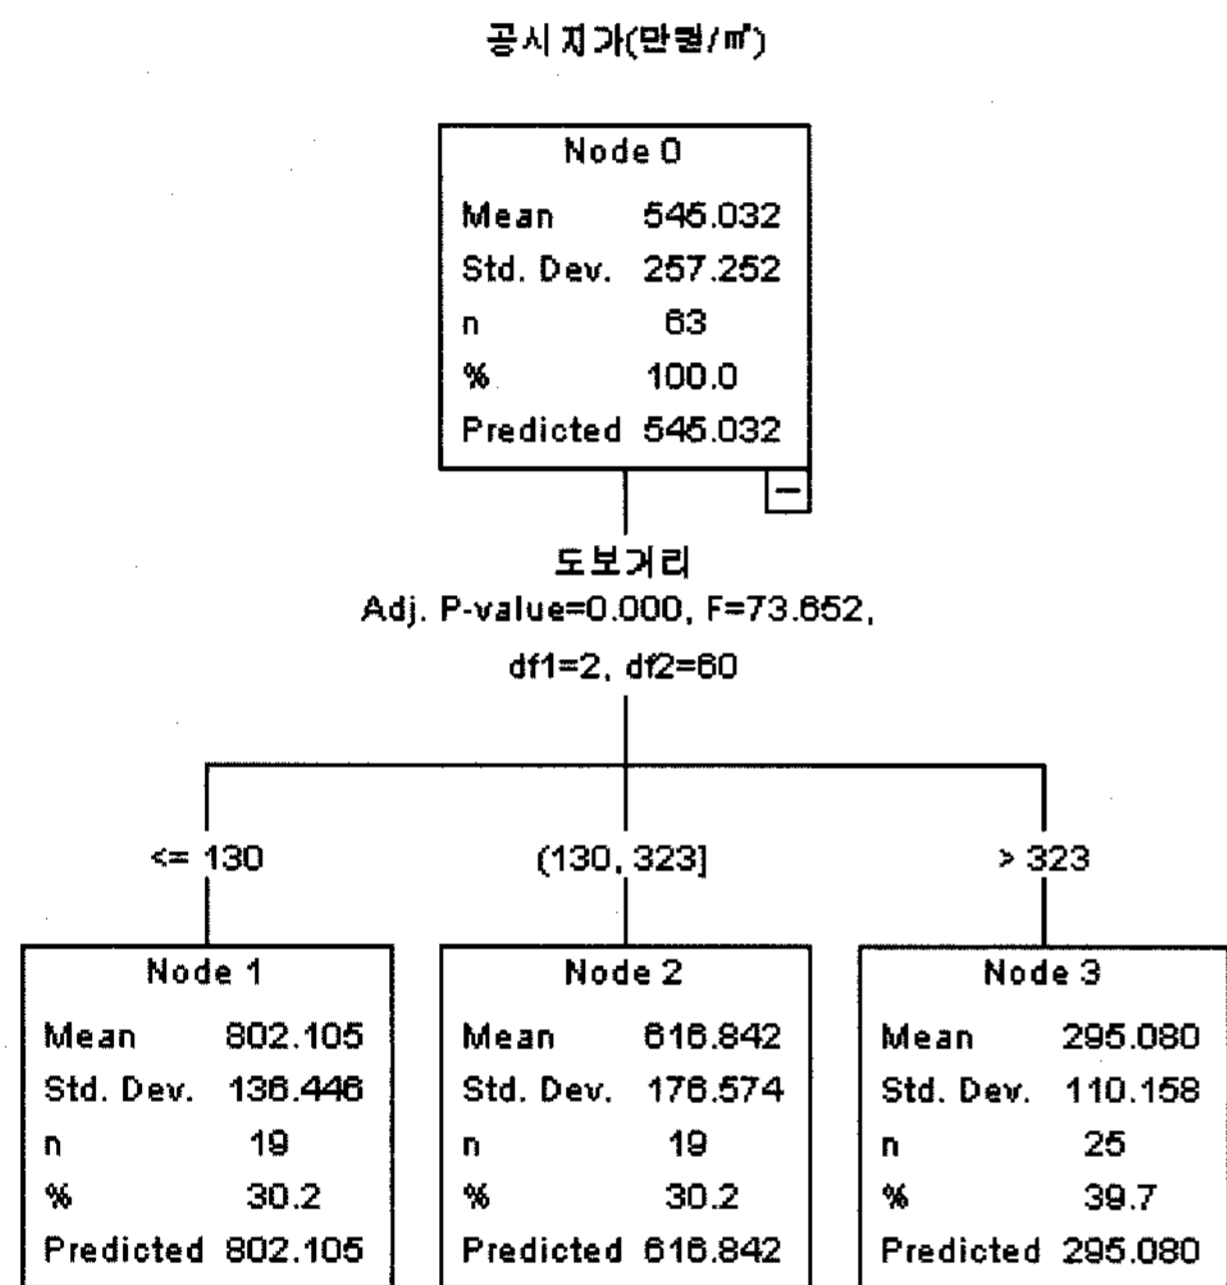 공시지가(만원/㎡)
Node 0
Mean 545.032
Std. Dev. 257.252
n 63
% 100.0
Predicted 545.032
도보거리
Adj. P-value=0.000, F=73.652,
df1=2, df2=60
<= 130
(130, 323]
> 323
Node 1
Mean 802.105
Std. Dev. 136.446
n 19
% 30.2
Predicted 802.105
Node 2
Mean 616.842
Std. Dev. 176.574
n 19
% 30.2
Predicted 616.842
Node 3
Mean 295.080
Std. Dev. 110.158
n 25
% 39.7
Predicted 295.080